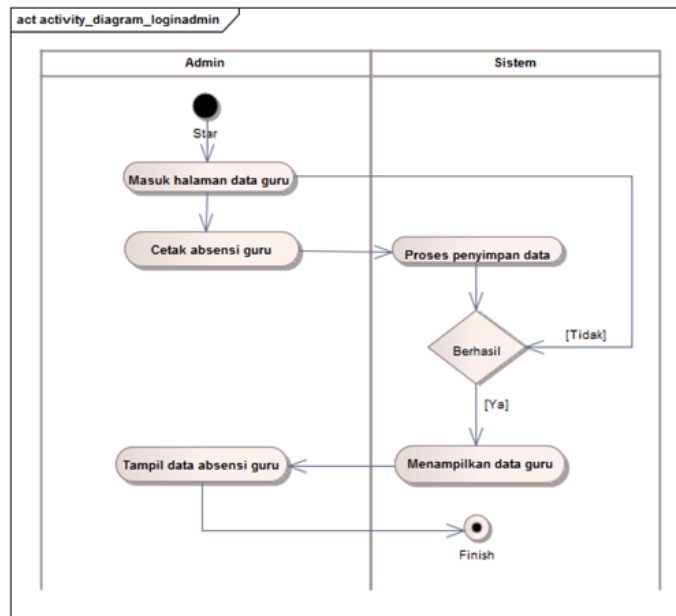 act activity_diagram_loginadmin
Admin
Sistem
Star
Masuk halaman data guru
Cetak absensi guru
Proses penyimpan data
[Tidak]
Berhasil
[Ya]
Tampil data absensi guru
Menampilkan data guru
Finish